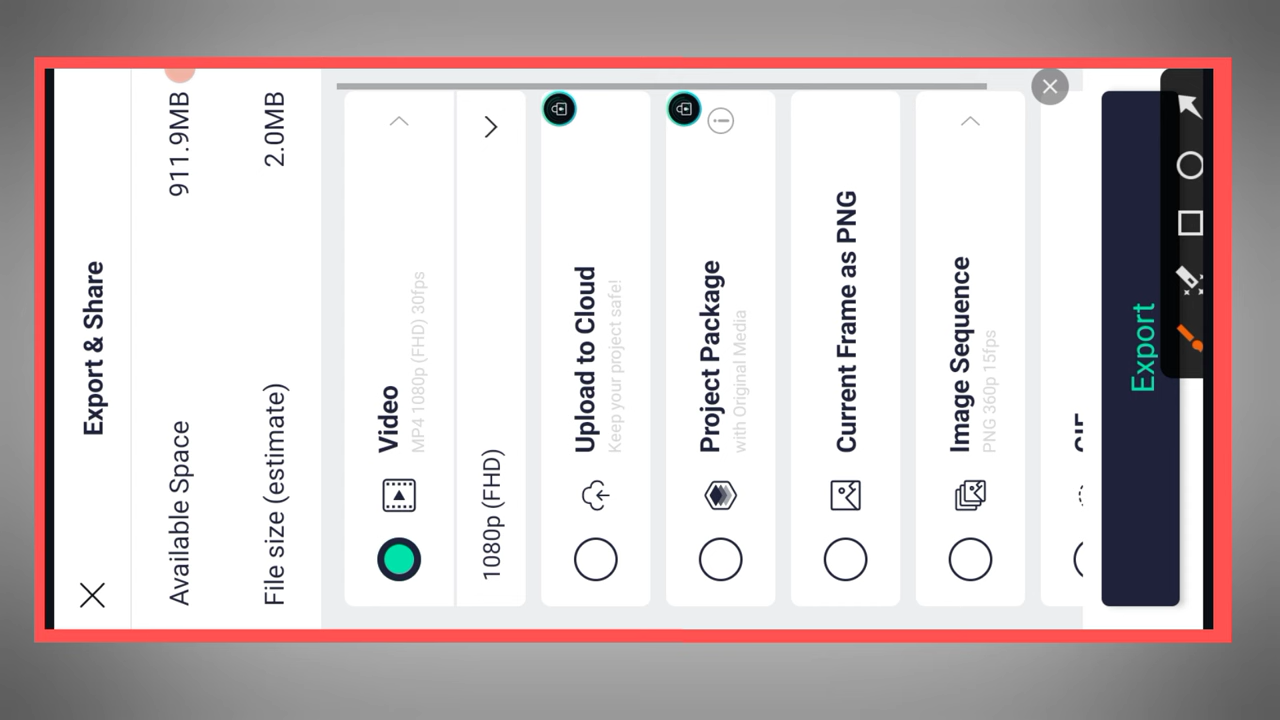 Export & Share
Available Space 911.9MB
File size (estimate) 2.0MB
Video
MP4 1080p (FHD) 30fps
1080p (FHD)
Upload to Cloud
Keep your project safe!
Project Package
with Original Media
Current Frame as PNG
Image Sequence
PNG 360p 15fps
Export